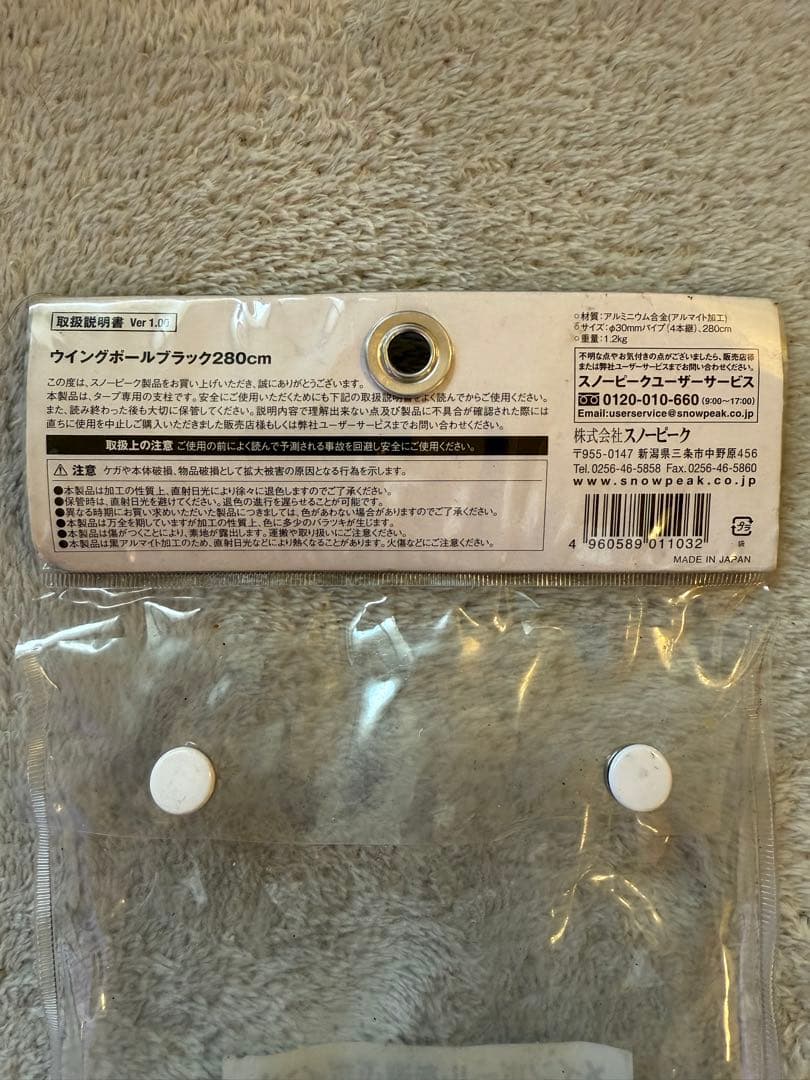 取扱説明書 Ver 1.00
ウイングポールブラック280cm
この度は、スノーピーク製品をお買い上げいただき、誠にありがとうございます。
本製品は、タープ専用の支柱です。安全にご使用いただくためにも下記の取扱説明書をよく読んでからご使用ください。
また、読み終わった後も大切に保管してください。説明内容で理解出来ない点及び製品に不具合が確認された際には
直ちに使用を中止しご購入いただきました販売店様もしくは弊社ユーザーサービスまでお問い合わせください。
取扱上の注意 ご使用の前によく読んで予測される事故を回避し安全にご使用ください。
⚠ 注意 ケガや本体破損、物品破損として拡大被害の原因となる行為を示します。
●本製品は加工の性質上、直射日光により徐々に退色しますのでご了承ください。
●保管時は、直射日光を避けてください。退色の進行を遅らせることが可能です。
●異なる時期にお買い求めいただいた製品につきましては、色があわない場合がありますのでご了承ください。
●本製品は万全を期していますが加工の性質上、色に多少のバラツキが生じます。
●本製品は傷がつくことにより、素地が露出します。運搬や取り扱いにご注意ください。
●本製品は黒アルマイト加工のため、直射日光などにより熱くなることがあります。火傷などにご注意ください。
○材質：アルミニウム合金(アルマイト加工)
○サイズ：φ30mmパイプ(4本継)、280cm
○重量：1.2kg
不明な点やお気付きの点がございましたら、販売店様
または弊社ユーザーサービスまでお問い合わせください。
スノーピークユーザーサービス
0120-010-660 (9:00〜17:00)
Email:userservice@snowpeak.co.jp
株式会社スノーピーク
〒955-0147 新潟県三条市中野原456
Tel.0256-46-5858 Fax.0256-46-5860
www.snowpeak.co.jp
4 960589 011032
プラ
MADE IN JAPAN